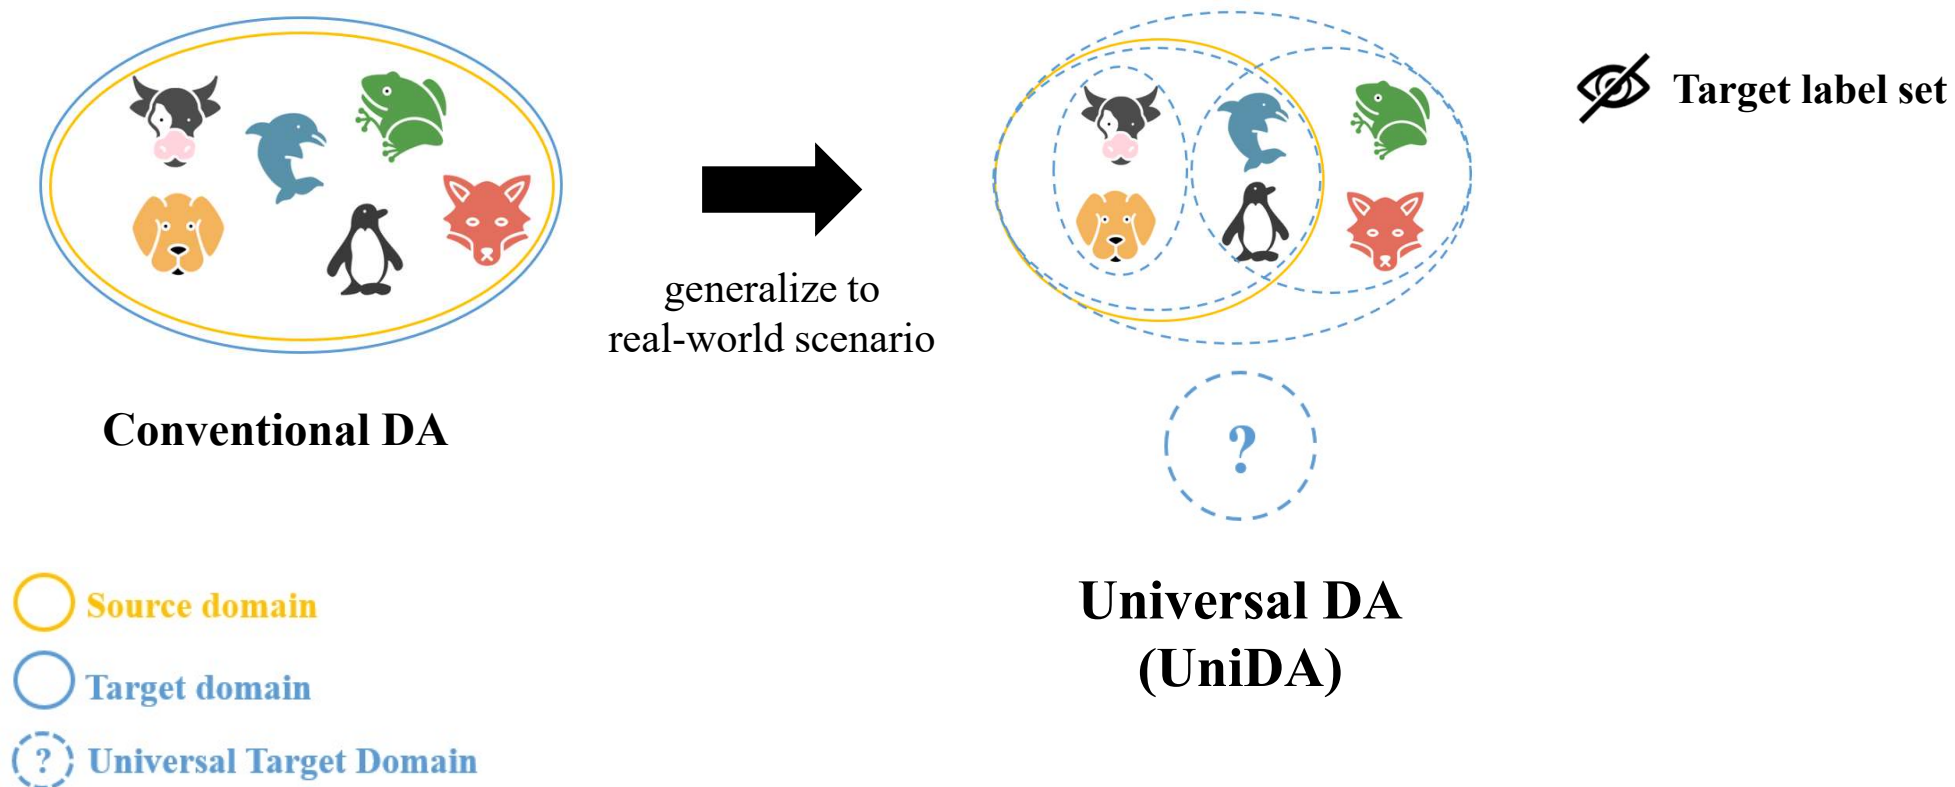 Target label set
generalize to
real-world scenario
Conventional DA
?
Universal DA
(UniDA)
Source domain
Target domain
? Universal Target Domain